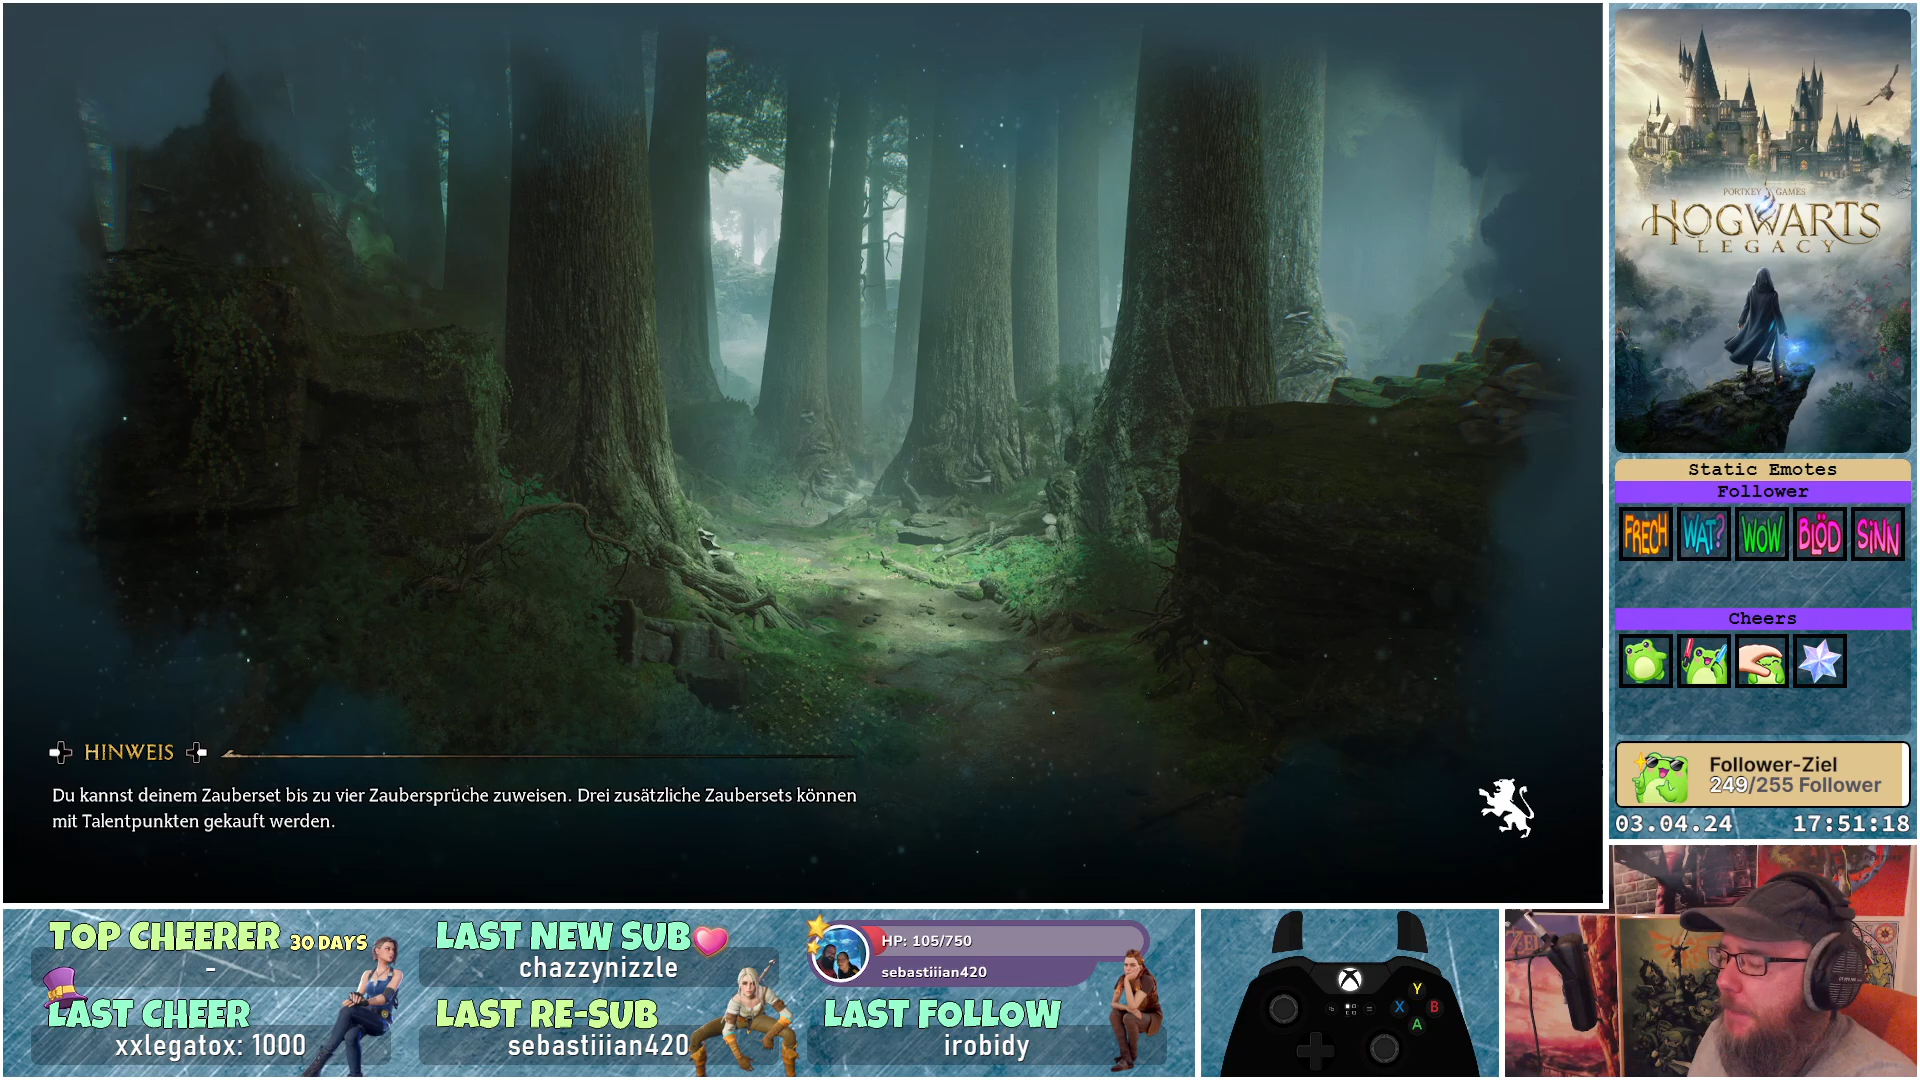 PORTKEY GAMES
HOGWARTS
LEGACY
Static Emotes
Follower
FRECH
WAT?
WOW
BLÖD
SiNN
Cheers
HINWEIS
Du kannst deinem Zauberset bis zu vier Zaubersprüche zuweisen. Drei zusätzliche Zaubersets können
mit Talentpunkten gekauft werden.
Follower-Ziel
249/255 Follower
03.04.24 17:51:18
TOP CHEERER 30 DAYS
-
LAST CHEER
xxlegatox: 1000
LAST NEW SUB
chazzynizzle
LAST RE-SUB
sebastiiian420
HP: 105/750
sebastiiian420
LAST FOLLOW
irobidy
Y
X
B
A